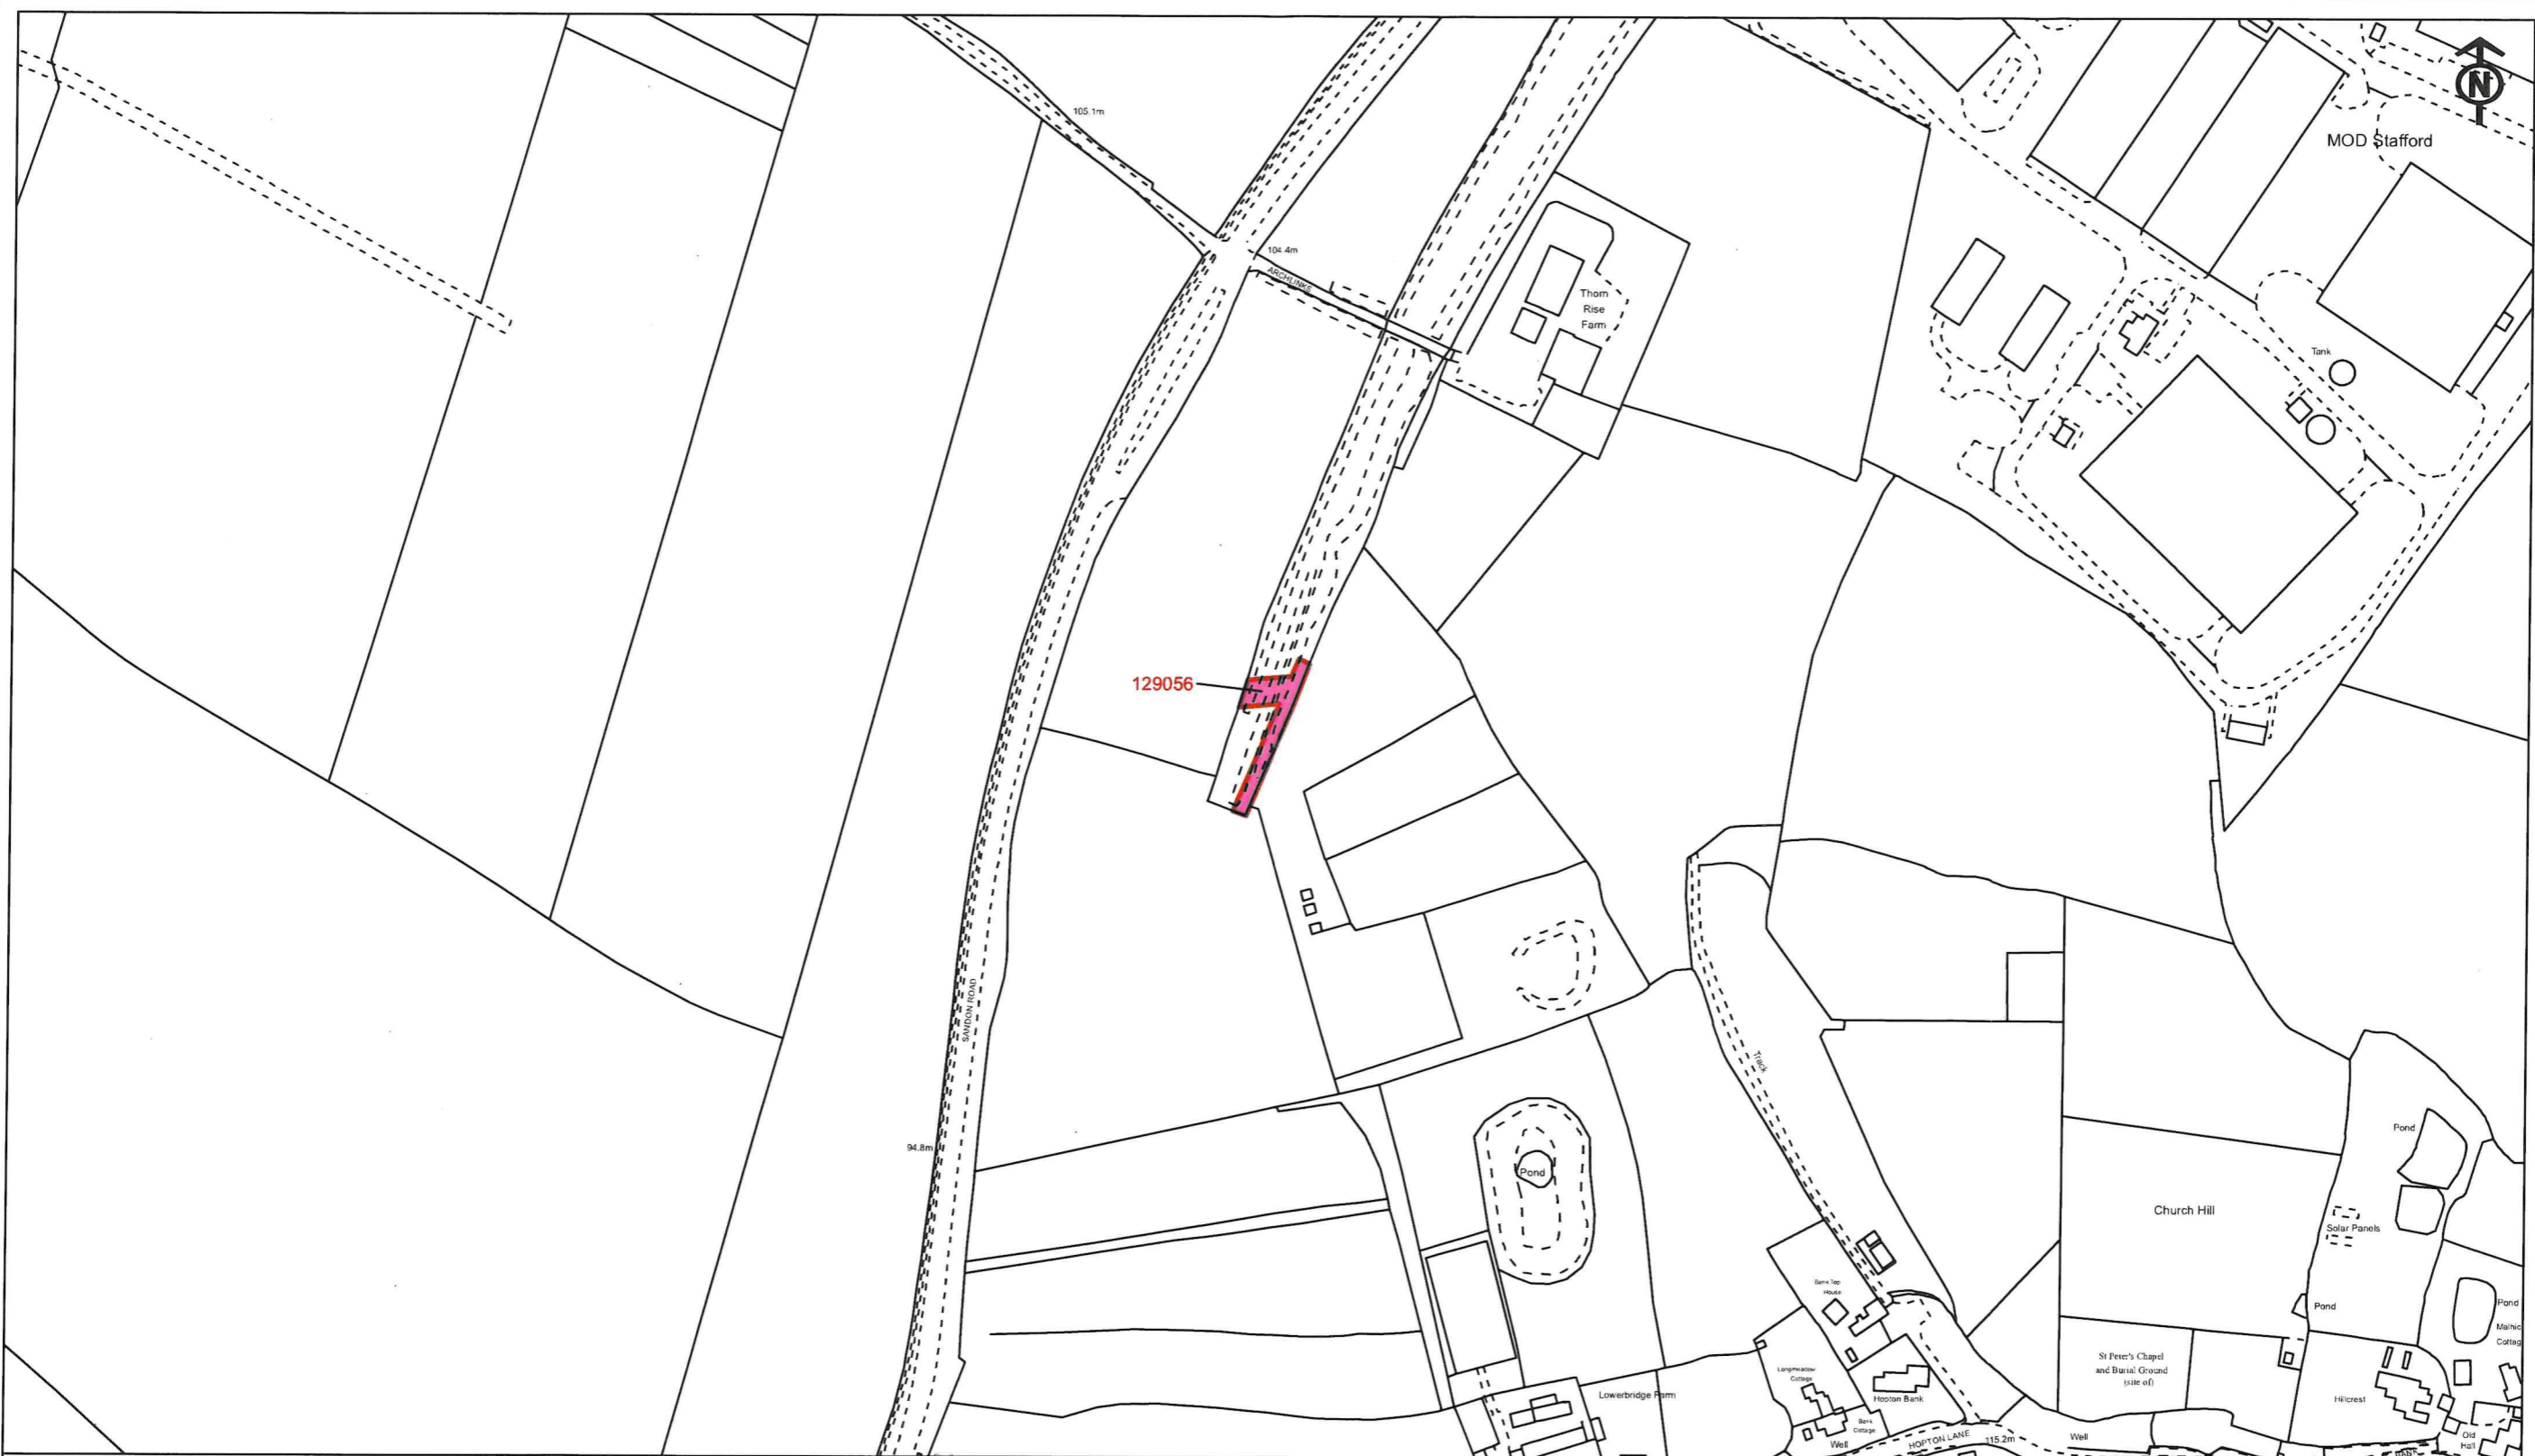 N
MOD Stafford
105.1m
104.4m
ARCHLINKS
Thorn
Rise
Farm
Tank
129056
SANDON ROAD
94.8m
Track
Pond
Pond
Church Hill
Solar Panels
Bank Top
House
Pond
Pond
St Peter's Chapel
and Burial Ground
(site of)
Longmeadow
Cottage
Hopton Bank
Hillcrest
Lowerbridge Farm
Bank
Cottage
Well
HOPTON LANE
115.2m
Well
Old
Hall